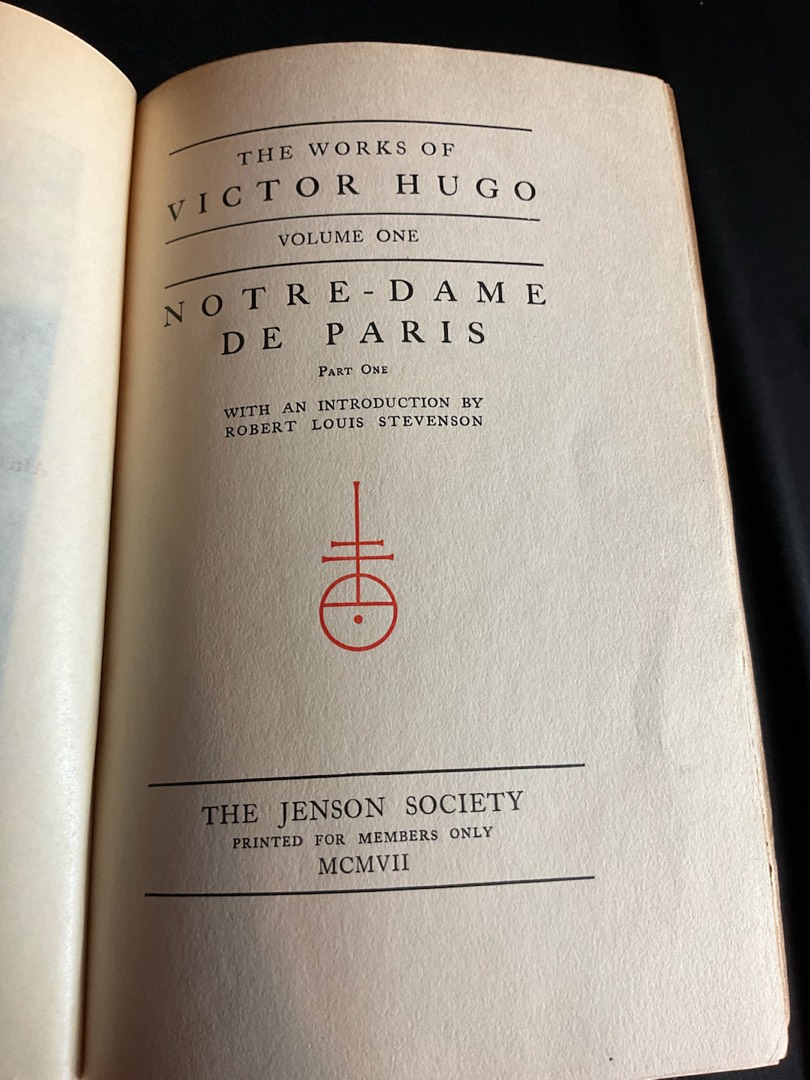 THE WORKS OF
VICTOR HUGO
VOLUME ONE
NOTRE-DAME
DE PARIS
PART ONE
WITH AN INTRODUCTION BY
ROBERT LOUIS STEVENSON
THE JENSON SOCIETY
PRINTED FOR MEMBERS ONLY
MCMVII